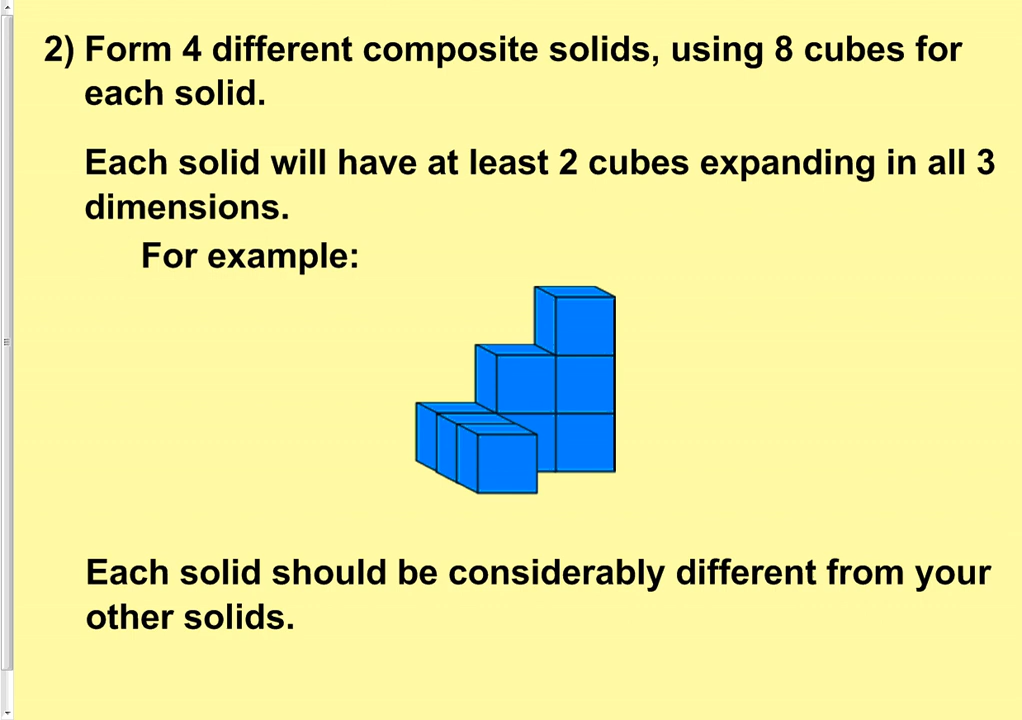 2) Form 4 different composite solids, using 8 cubes for
each solid.
Each solid will have at least 2 cubes expanding in all 3
dimensions.
For example:
Each solid should be considerably different from your
other solids.